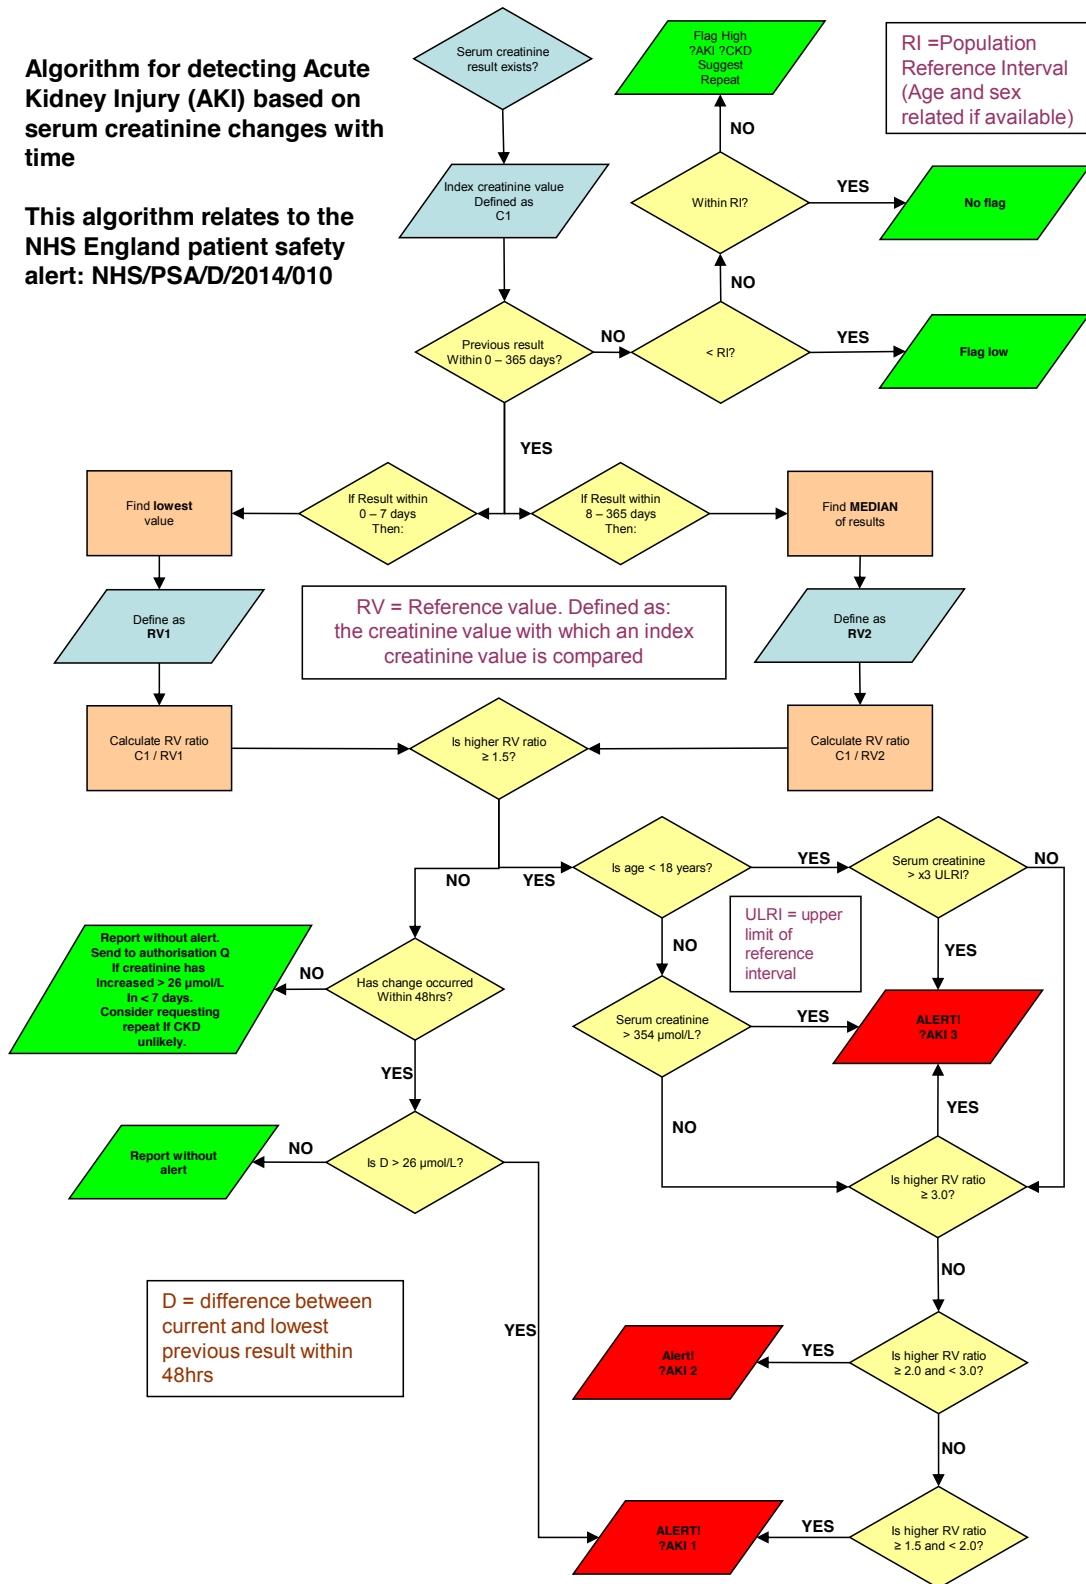 Algorithm for detecting Acute
Kidney Injury (AKI) based on
serum creatinine changes with
time
This algorithm relates to the
NHS England patient safety
alert: NHS/PSA/D/2014/010
Serum creatinine
result exists?
Flag High
?AKI ?CKD
Suggest
Repeat
RI =Population
Reference Interval
(Age and sex
related if available)
NO
Index creatinine value
Defined as
C1
Within RI?
YES
No flag
NO
Previous result
Within 0 – 365 days?
NO
< RI?
YES
Flag low
YES
Find lowest
value
If Result within
0 – 7 days
Then:
If Result within
8 – 365 days
Then:
Find MEDIAN
of results
Define as
RV1
RV = Reference value. Defined as:
the creatinine value with which an index
creatinine value is compared
Define as
RV2
Calculate RV ratio
C1 / RV1
Is higher RV ratio
≥ 1.5?
Calculate RV ratio
C1 / RV2
NO
YES
Is age < 18 years?
YES
Serum creatinine
> x3 ULRI?
NO
ULRI = upper
limit of
reference
interval
NO
YES
Report without alert.
Send to authorisation Q
If creatinine has
Increased > 26 µmol/L
In < 7 days.
Consider requesting
repeat If CKD
unlikely.
NO
Has change occurred
Within 48hrs?
Serum creatinine
> 354 µmol/L?
YES
ALERT!
?AKI 3
YES
YES
NO
Report without
alert
NO
Is D > 26 µmol/L?
Is higher RV ratio
≥ 3.0?
NO
D = difference between
current and lowest
previous result within
48hrs
YES
Alert!
?AKI 2
YES
Is higher RV ratio
≥ 2.0 and < 3.0?
NO
ALERT!
?AKI 1
YES
Is higher RV ratio
≥ 1.5 and < 2.0?